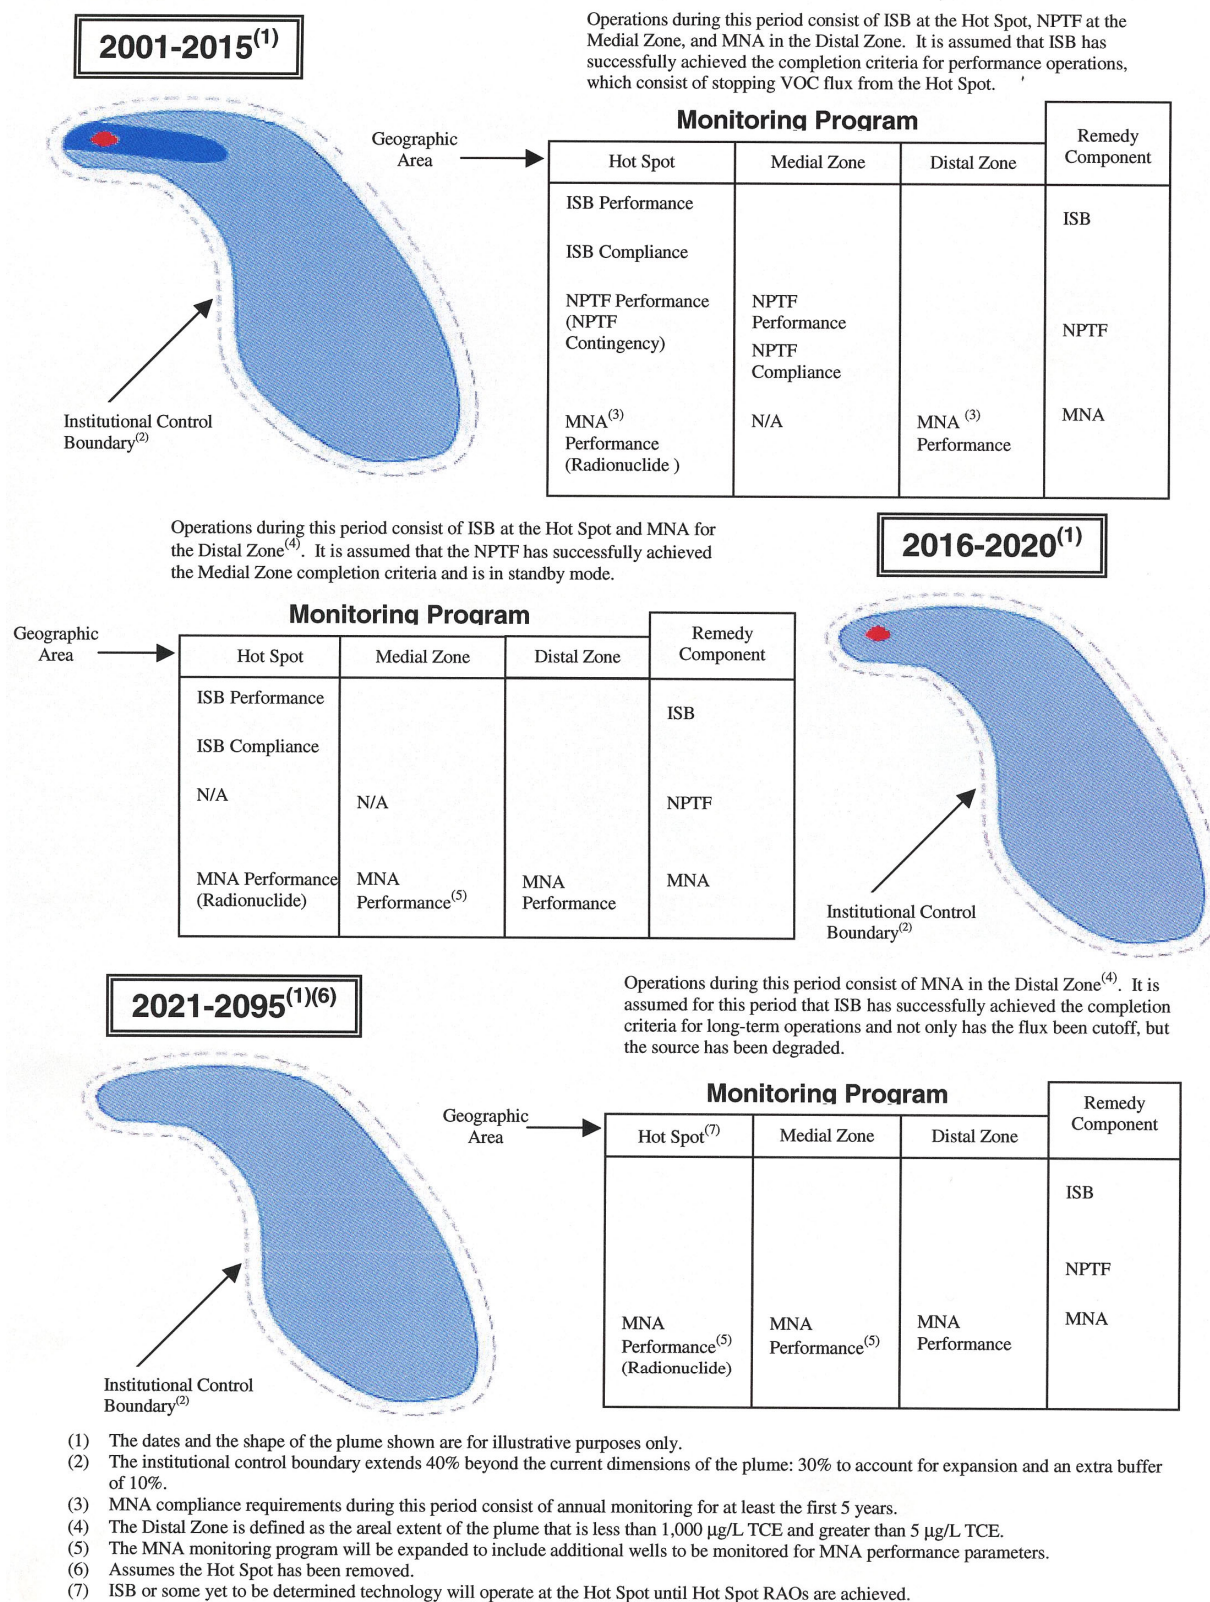 2001-2015(1)
Operations during this period consist of ISB at the Hot Spot, NPTF at the
Medial Zone, and MNA in the Distal Zone. It is assumed that ISB has
successfully achieved the completion criteria for performance operations,
which consist of stopping VOC flux from the Hot Spot.
Monitoring Program
Geographic
Area
Hot Spot
Medial Zone
Distal Zone
Remedy
Component
ISB Performance
ISB
ISB Compliance
NPTF Performance
(NPTF
Contingency)
NPTF
Performance
NPTF
Compliance
NPTF
MNA(3)
Performance
(Radionuclide )
N/A
MNA (3)
Performance
MNA
Institutional Control
Boundary(2)
Operations during this period consist of ISB at the Hot Spot and MNA for
the Distal Zone(4). It is assumed that the NPTF has successfully achieved
the Medial Zone completion criteria and is in standby mode.
2016-2020(1)
Monitoring Program
Geographic
Area
Hot Spot
Medial Zone
Distal Zone
Remedy
Component
ISB Performance
ISB
ISB Compliance
N/A
N/A
NPTF
MNA Performance
(Radionuclide)
MNA
Performance(5)
MNA
Performance
MNA
Institutional Control
Boundary(2)
2021-2095(1)(6)
Operations during this period consist of MNA in the Distal Zone(4). It is
assumed for this period that ISB has successfully achieved the completion
criteria for long-term operations and not only has the flux been cutoff, but
the source has been degraded.
Monitoring Program
Geographic
Area
Hot Spot(7)
Medial Zone
Distal Zone
Remedy
Component
ISB
NPTF
MNA
Performance(5)
(Radionuclide)
MNA
Performance(5)
MNA
Performance
MNA
Institutional Control
Boundary(2)
(1) The dates and the shape of the plume shown are for illustrative purposes only.
(2) The institutional control boundary extends 40% beyond the current dimensions of the plume: 30% to account for expansion and an extra buffer
of 10%.
(3) MNA compliance requirements during this period consist of annual monitoring for at least the first 5 years.
(4) The Distal Zone is defined as the areal extent of the plume that is less than 1,000 µg/L TCE and greater than 5 µg/L TCE.
(5) The MNA monitoring program will be expanded to include additional wells to be monitored for MNA performance parameters.
(6) Assumes the Hot Spot has been removed.
(7) ISB or some yet to be determined technology will operate at the Hot Spot until Hot Spot RAOs are achieved.